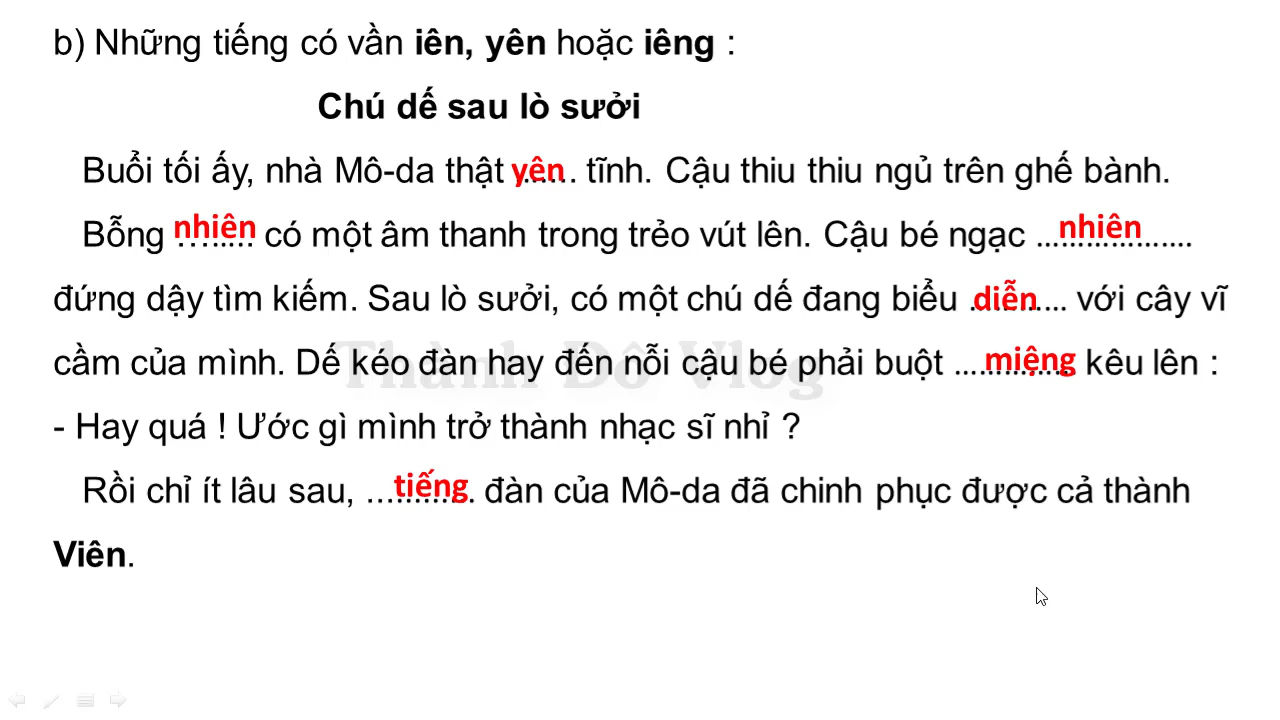 b) Những tiếng có vần iên, yên hoặc iêng :
Chú dế sau lò sưởi
Buổi tối ấy, nhà Mô-da thật yên tĩnh. Cậu thiu thiu ngủ trên ghế bành.
Bỗng nhiên có một âm thanh trong trẻo vút lên. Cậu bé ngạc nhiên
đứng dậy tìm kiếm. Sau lò sưởi, có một chú dế đang biểu diễn với cây vĩ
cầm của mình. Dế kéo đàn hay đến nỗi cậu bé phải buột miệng kêu lên :
- Hay quá ! Ước gì mình trở thành nhạc sĩ nhỉ ?
Rồi chỉ ít lâu sau, tiếng đàn của Mô-da đã chinh phục được cả thành
Viên.
Thành Đô Vlog